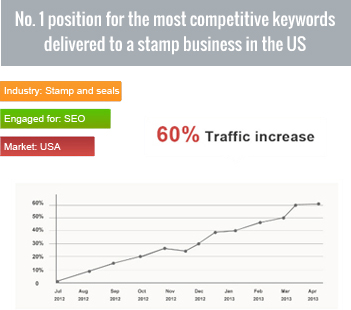 No. 1 position for the most competitive keywords
delivered to a stamp business in the US
Industry: Stamp and seals
Engaged for: SEO
Market: USA
60% Traffic increase
60%
50%
40%
30%
20%
10%
0
Jul Aug Sep Oct Nov Dec Jan Feb Mar Apr
2012 2012 2012 2012 2012 2012 2013 2013 2013 2013